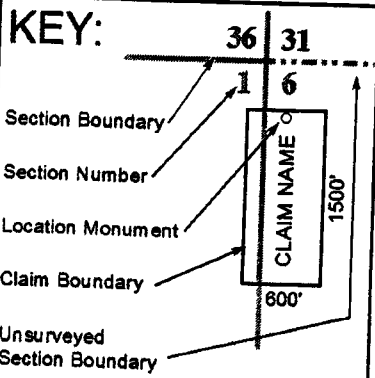 KEY:
36 31
1 6
Section Boundary
Section Number
Location Monument
Claim Boundary
Unsurveyed
Section Boundary
CLAIM NAME
1500'
600'